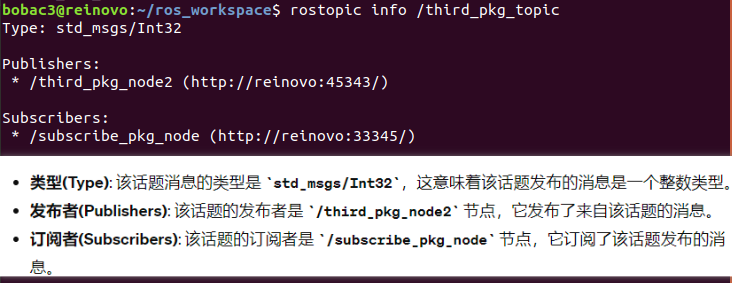 bobac3@reinovo:~/ros_workspace$ rostopic info /third_pkg_topic
Type: std_msgs/Int32
Publishers:
* /third_pkg_node2 (http://reinovo:45343/)
Subscribers:
* /subscribe_pkg_node (http://reinovo:33345/)
• 类型(Type): 该话题消息的类型是 `std_msgs/Int32`，这意味着该话题发布的消息是一个整数类型。
• 发布者(Publishers): 该话题的发布者是 `/third_pkg_node2` 节点，它发布了来自该话题的消息。
• 订阅者(Subscribers): 该话题的订阅者是 `/subscribe_pkg_node` 节点，它订阅了该话题发布的消
息。